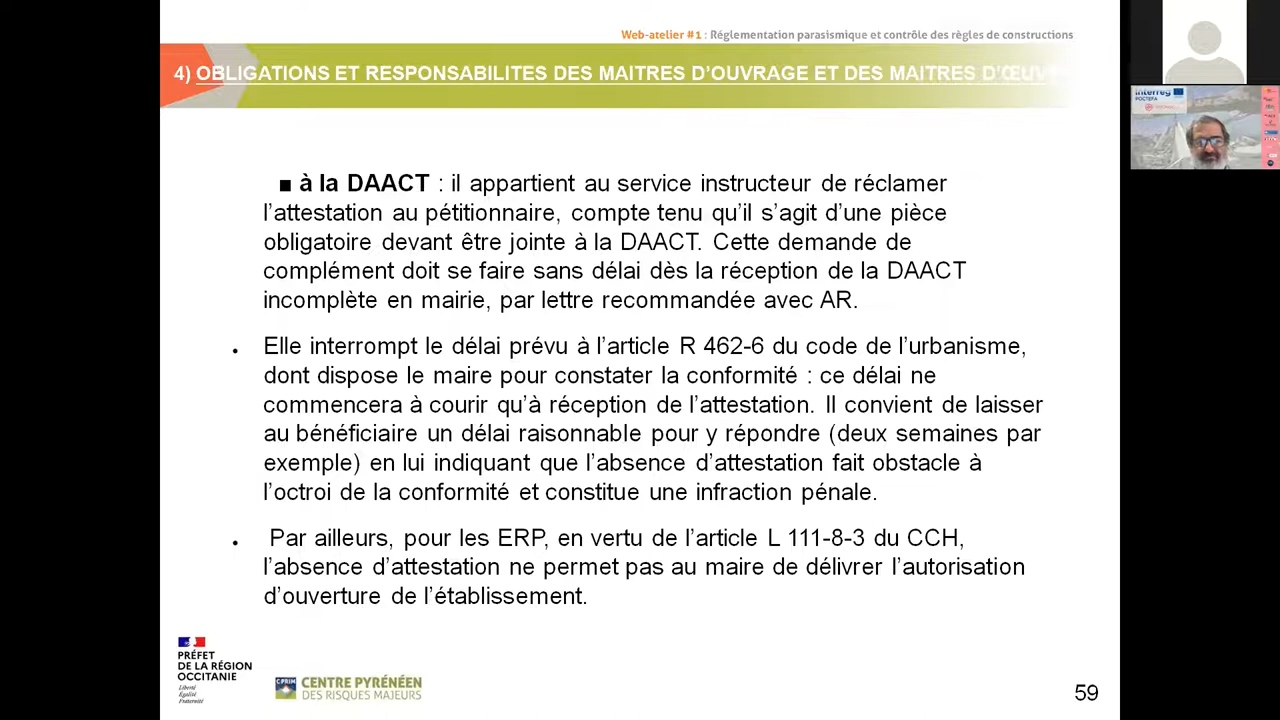 Web-atelier #1 : Réglementation parasismique et contrôle des règles de constructions
4) OBLIGATIONS ET RESPONSABILITES DES MAITRES D’OUVRAGE ET DES MAITRES D’ŒUV
■ à la DAACT : il appartient au service instructeur de réclamer
l’attestation au pétitionnaire, compte tenu qu’il s’agit d’une pièce
obligatoire devant être jointe à la DAACT. Cette demande de
complément doit se faire sans délai dès la réception de la DAACT
incomplète en mairie, par lettre recommandée avec AR.
• Elle interrompt le délai prévu à l’article R 462-6 du code de l’urbanisme,
dont dispose le maire pour constater la conformité : ce délai ne
commencera à courir qu’à réception de l’attestation. Il convient de laisser
au bénéficiaire un délai raisonnable pour y répondre (deux semaines par
exemple) en lui indiquant que l’absence d’attestation fait obstacle à
l’octroi de la conformité et constitue une infraction pénale.
• Par ailleurs, pour les ERP, en vertu de l’article L 111-8-3 du CCH,
l’absence d’attestation ne permet pas au maire de délivrer l’autorisation
d’ouverture de l’établissement.
PRÉFET
DE LA RÉGION
OCCITANIE
Liberté
Égalité
Fraternité
CPRIM
CENTRE PYRÉNÉEN
DES RISQUES MAJEURS
59
Interreg
POCTEFA